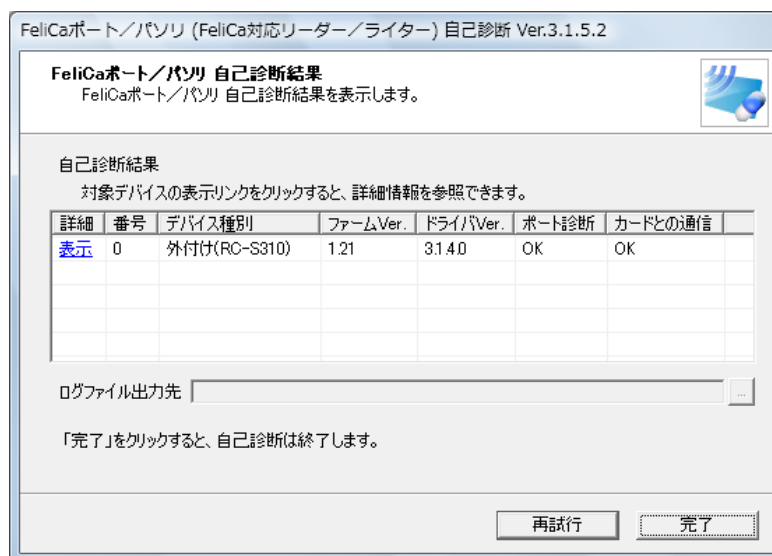 FeliCaポート／パソリ (FeliCa対応リーダー／ライター) 自己診断 Ver.3.1.5.2
FeliCaポート／パソリ 自己診断結果
FeliCaポート／パソリ 自己診断結果を表示します。
自己診断結果
対象デバイスの表示リンクをクリックすると、詳細情報を参照できます。
詳細 番号 デバイス種別 ファームVer. ドライバVer. ポート診断 カードとの通信
表示 0 外付け(RC-S310) 1.21 3.1.4.0 OK OK
ログファイル出力先 ...
「完了」をクリックすると、自己診断は終了します。
再試行 完了